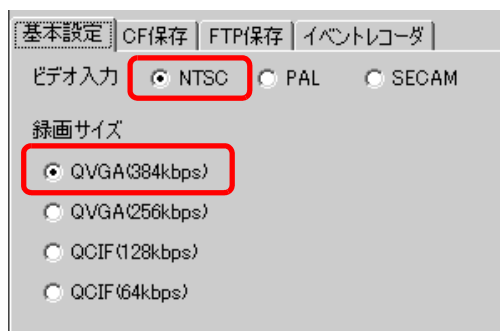 基本設定 CF保存 FTP保存 イベントレコーダ
ビデオ入力 NTSC PAL SECAM
録画サイズ
QVGA(384kbps)
QVGA(256kbps)
QCIF(128kbps)
QCIF(64kbps)